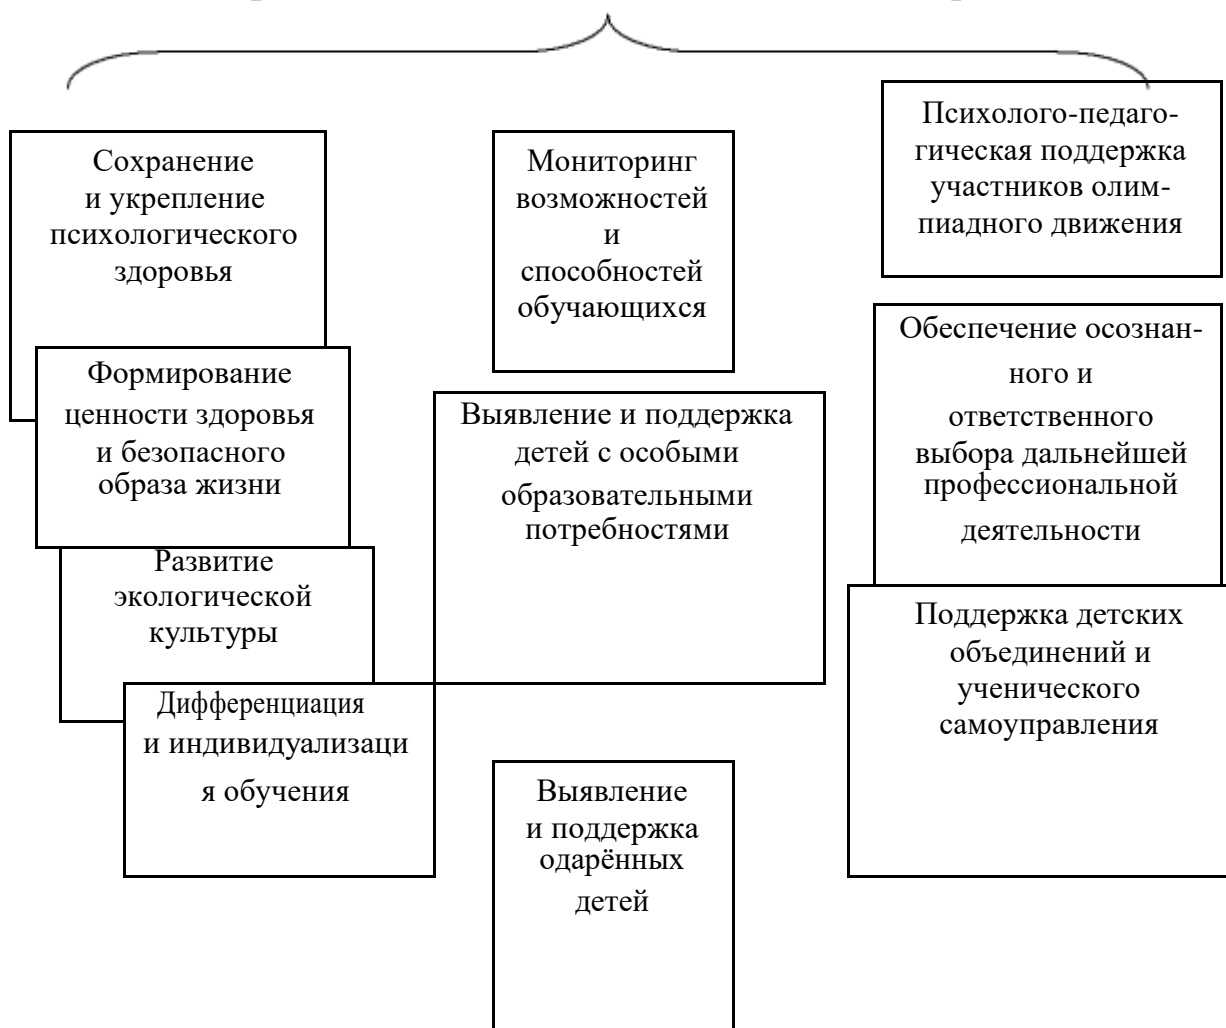 Сохранение
и укрепление
психологического
здоровья
Формирование
ценности здоровья
и безопасного
образа жизни
Развитие
экологической
культуры
Дифференциация
и индивидуализаци
я обучения
Мониторинг
возможностей
и
способностей
обучающихся
Выявление и поддержка
детей с особыми
образовательными
потребностями
Выявление
и поддержка
одарённых
детей
Психолого-педаго-
гическая поддержка
участников олим-
пиадного движения
Обеспечение осознан-
ного и
ответственного
выбора дальнейшей
профессиональной
деятельности
Поддержка детских
объединений и
ученического
самоуправления